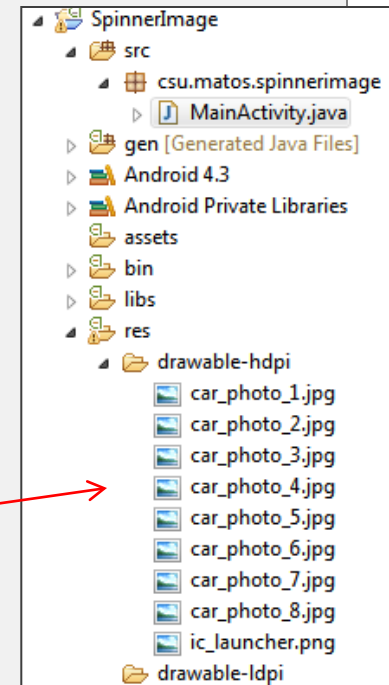 SpinnerImage
src
csu.matos.spinnerimage
MainActivity.java
gen [Generated Java Files]
Android 4.3
Android Private Libraries
assets
bin
libs
res
drawable-hdpi
car_photo_1.jpg
car_photo_2.jpg
car_photo_3.jpg
car_photo_4.jpg
car_photo_5.jpg
car_photo_6.jpg
car_photo_7.jpg
car_photo_8.jpg
ic_launcher.png
drawable-ldpi